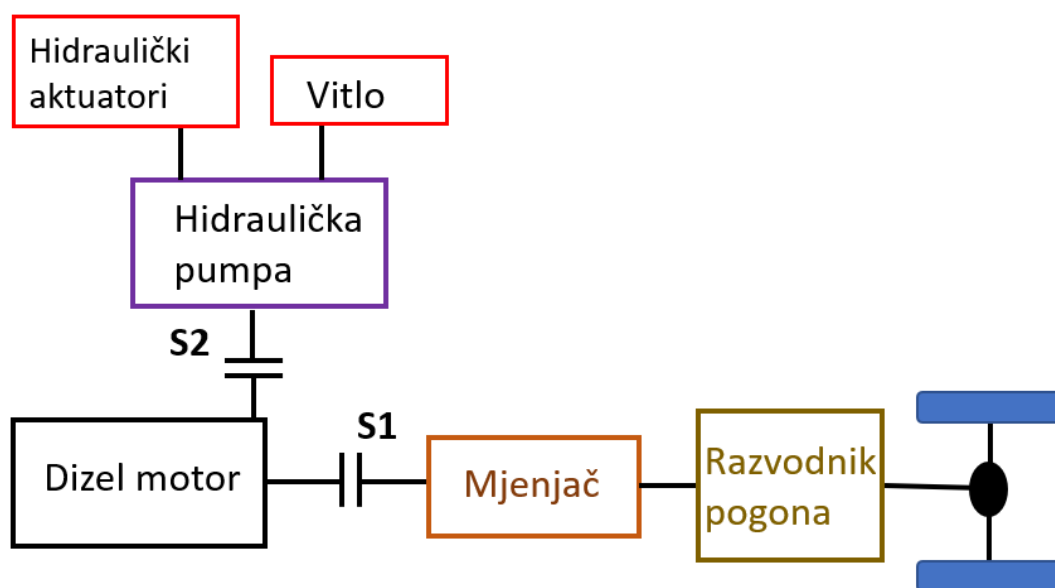 Hidraulički
aktuatori
Vitlo
Hidraulička
pumpa
S2
S1
Dizel motor
Mjenjač
Razvodnik
pogona